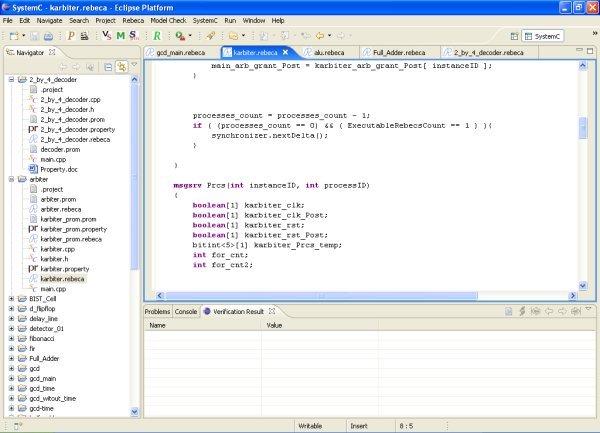 SystemC - karbiter.rebeca - Eclipse Platform
File Edit Navigate Search Project Rebeca Model Check SystemC Run Window Help
SystemC
Navigator
2_by_4_decoder
.project
2_by_4_decoder.cpp
2_by_4_decoder.h
2_by_4_decoder.prom
2_by_4_decoder.property
2_by_4_decoder.rebeca
decoder.prom
main.cpp
Property.doc
arbiter
.project
arbiter.prom
arbiter.rebeca
karbiter_prom.prom
karbiter_prom.property
karbiter_prom.rebeca
karbiter.cpp
karbiter.h
karbiter.property
karbiter.rebeca
main.cpp
BIST_Cell
d_flipflop
delay_line
detector_01
fibonacci
fir
Full_Adder
gcd
gcd_main
gcd_time
gcd_witout_time
gcd-time
gcd_main.rebeca karbiter.rebeca alu.rebeca Full_Adder.rebeca 2_by_4_decoder.rebeca
main_arb_grant_Post = karbiter_arb_grant_Post[ instanceID ];
}
processes_count = processes_count - 1;
if ( (processes_count == 0) && ( ExecutableRebecsCount == 1 ) ){
synchronizer.nextDelta();
}
}
msgsrv Prcs(int instanceID, int processID)
{
boolean[1] karbiter_clk;
boolean[1] karbiter_clk_Post;
boolean[1] karbiter_rst;
boolean[1] karbiter_rst_Post;
bitint<5>[1] karbiter_Prcs_temp;
int for_cnt;
int for_cnt2;
Problems Console Verification Result
Name Value
Writable Insert 8 : 5